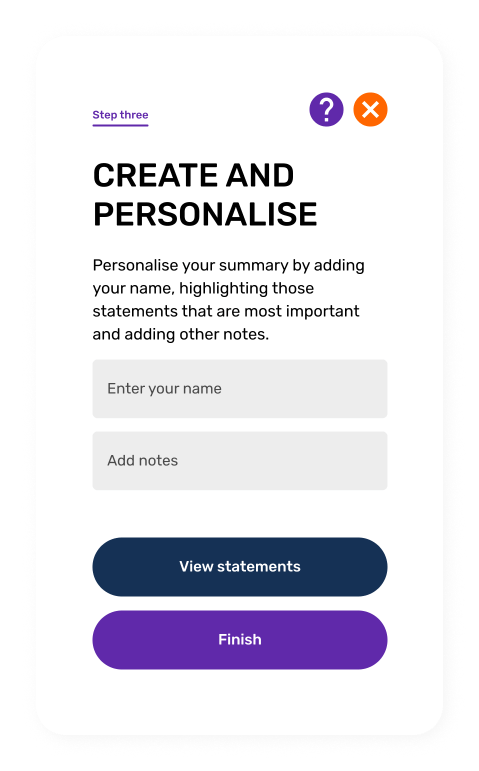 Step three
?
CREATE AND
PERSONALISE
Personalise your summary by adding
your name, highlighting those
statements that are most important
and adding other notes.
Enter your name
Add notes
View statements
Finish